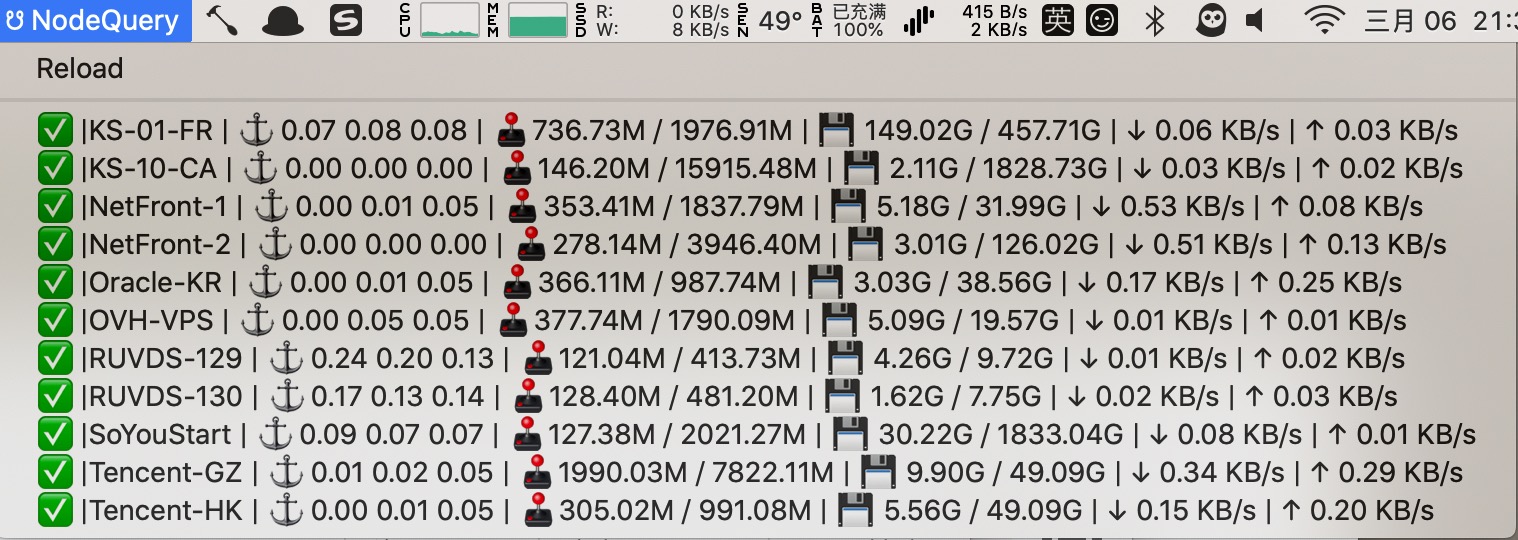 NodeQuery CPU MEM SSD R: 0 KB/s W: 8 KB/s SEN 49° BAT 已充满 100% 415 B/s 2 KB/s 英 三月 06
Reload
✅ |KS-01-FR | ⚓ 0.07 0.08 0.08 | 🕹 736.73M / 1976.91M | 💾 149.02G / 457.71G | ↓ 0.06 KB/s | ↑ 0.03 KB/s
✅ |KS-10-CA | ⚓ 0.00 0.00 0.00 | 🕹 146.20M / 15915.48M | 💾 2.11G / 1828.73G | ↓ 0.03 KB/s | ↑ 0.02 KB/s
✅ |NetFront-1 | ⚓ 0.00 0.01 0.05 | 🕹 353.41M / 1837.79M | 💾 5.18G / 31.99G | ↓ 0.53 KB/s | ↑ 0.08 KB/s
✅ |NetFront-2 | ⚓ 0.00 0.00 0.00 | 🕹 278.14M / 3946.40M | 💾 3.01G / 126.02G | ↓ 0.51 KB/s | ↑ 0.13 KB/s
✅ |Oracle-KR | ⚓ 0.00 0.01 0.05 | 🕹 366.11M / 987.74M | 💾 3.03G / 38.56G | ↓ 0.17 KB/s | ↑ 0.25 KB/s
✅ |OVH-VPS | ⚓ 0.00 0.05 0.05 | 🕹 377.74M / 1790.09M | 💾 5.09G / 19.57G | ↓ 0.01 KB/s | ↑ 0.01 KB/s
✅ |RUVDS-129 | ⚓ 0.24 0.20 0.13 | 🕹 121.04M / 413.73M | 💾 4.26G / 9.72G | ↓ 0.01 KB/s | ↑ 0.02 KB/s
✅ |RUVDS-130 | ⚓ 0.17 0.13 0.14 | 🕹 128.40M / 481.20M | 💾 1.62G / 7.75G | ↓ 0.02 KB/s | ↑ 0.03 KB/s
✅ |SoYouStart | ⚓ 0.09 0.07 0.07 | 🕹 127.38M / 2021.27M | 💾 30.22G / 1833.04G | ↓ 0.08 KB/s | ↑ 0.01 KB/s
✅ |Tencent-GZ | ⚓ 0.01 0.02 0.05 | 🕹 1990.03M / 7822.11M | 💾 9.90G / 49.09G | ↓ 0.34 KB/s | ↑ 0.29 KB/s
✅ |Tencent-HK | ⚓ 0.00 0.01 0.05 | 🕹 305.02M / 991.08M | 💾 5.56G / 49.09G | ↓ 0.15 KB/s | ↑ 0.20 KB/s